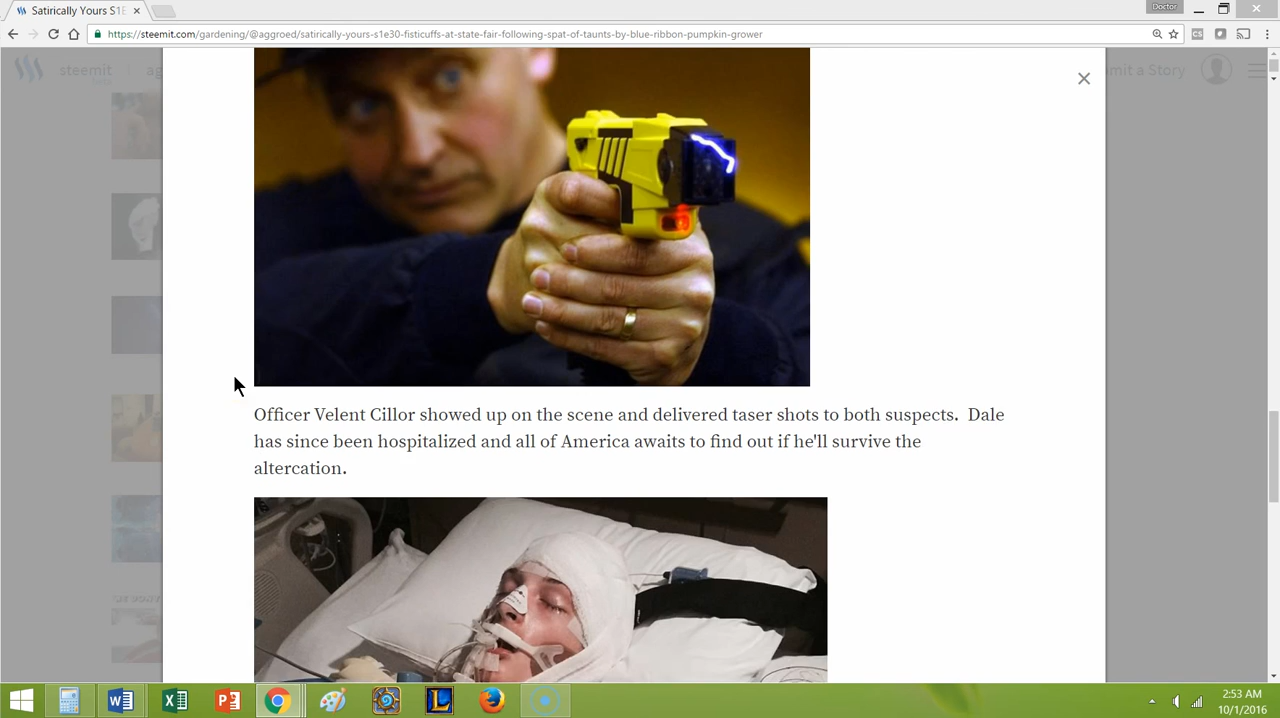 Satirically Yours S1E
Doctor
https://steemit.com/gardening/@aggroed/satirically-yours-s1e30-fisticuffs-at-state-fair-following-spat-of-taunts-by-blue-ribbon-pumpkin-grower
steemit
mit a Story
Officer Velent Cillor showed up on the scene and delivered taser shots to both suspects.  Dale
has since been hospitalized and all of America awaits to find out if he'll survive the
altercation.
2:53 AM
10/1/2016